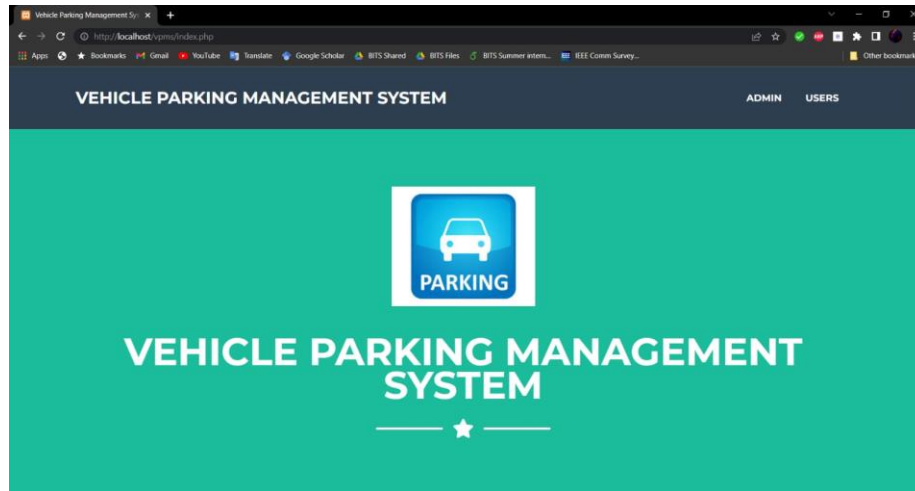 Vehicle Parking Management Sy
http://localhost/vpms/index.php
Apps Bookmarks Gmail YouTube Translate Google Scholar BITS Shared BITS Files BITS Summer intern... IEEE Comm Survey... Other bookmark
VEHICLE PARKING MANAGEMENT SYSTEM ADMIN USERS
PARKING
VEHICLE PARKING MANAGEMENT
SYSTEM